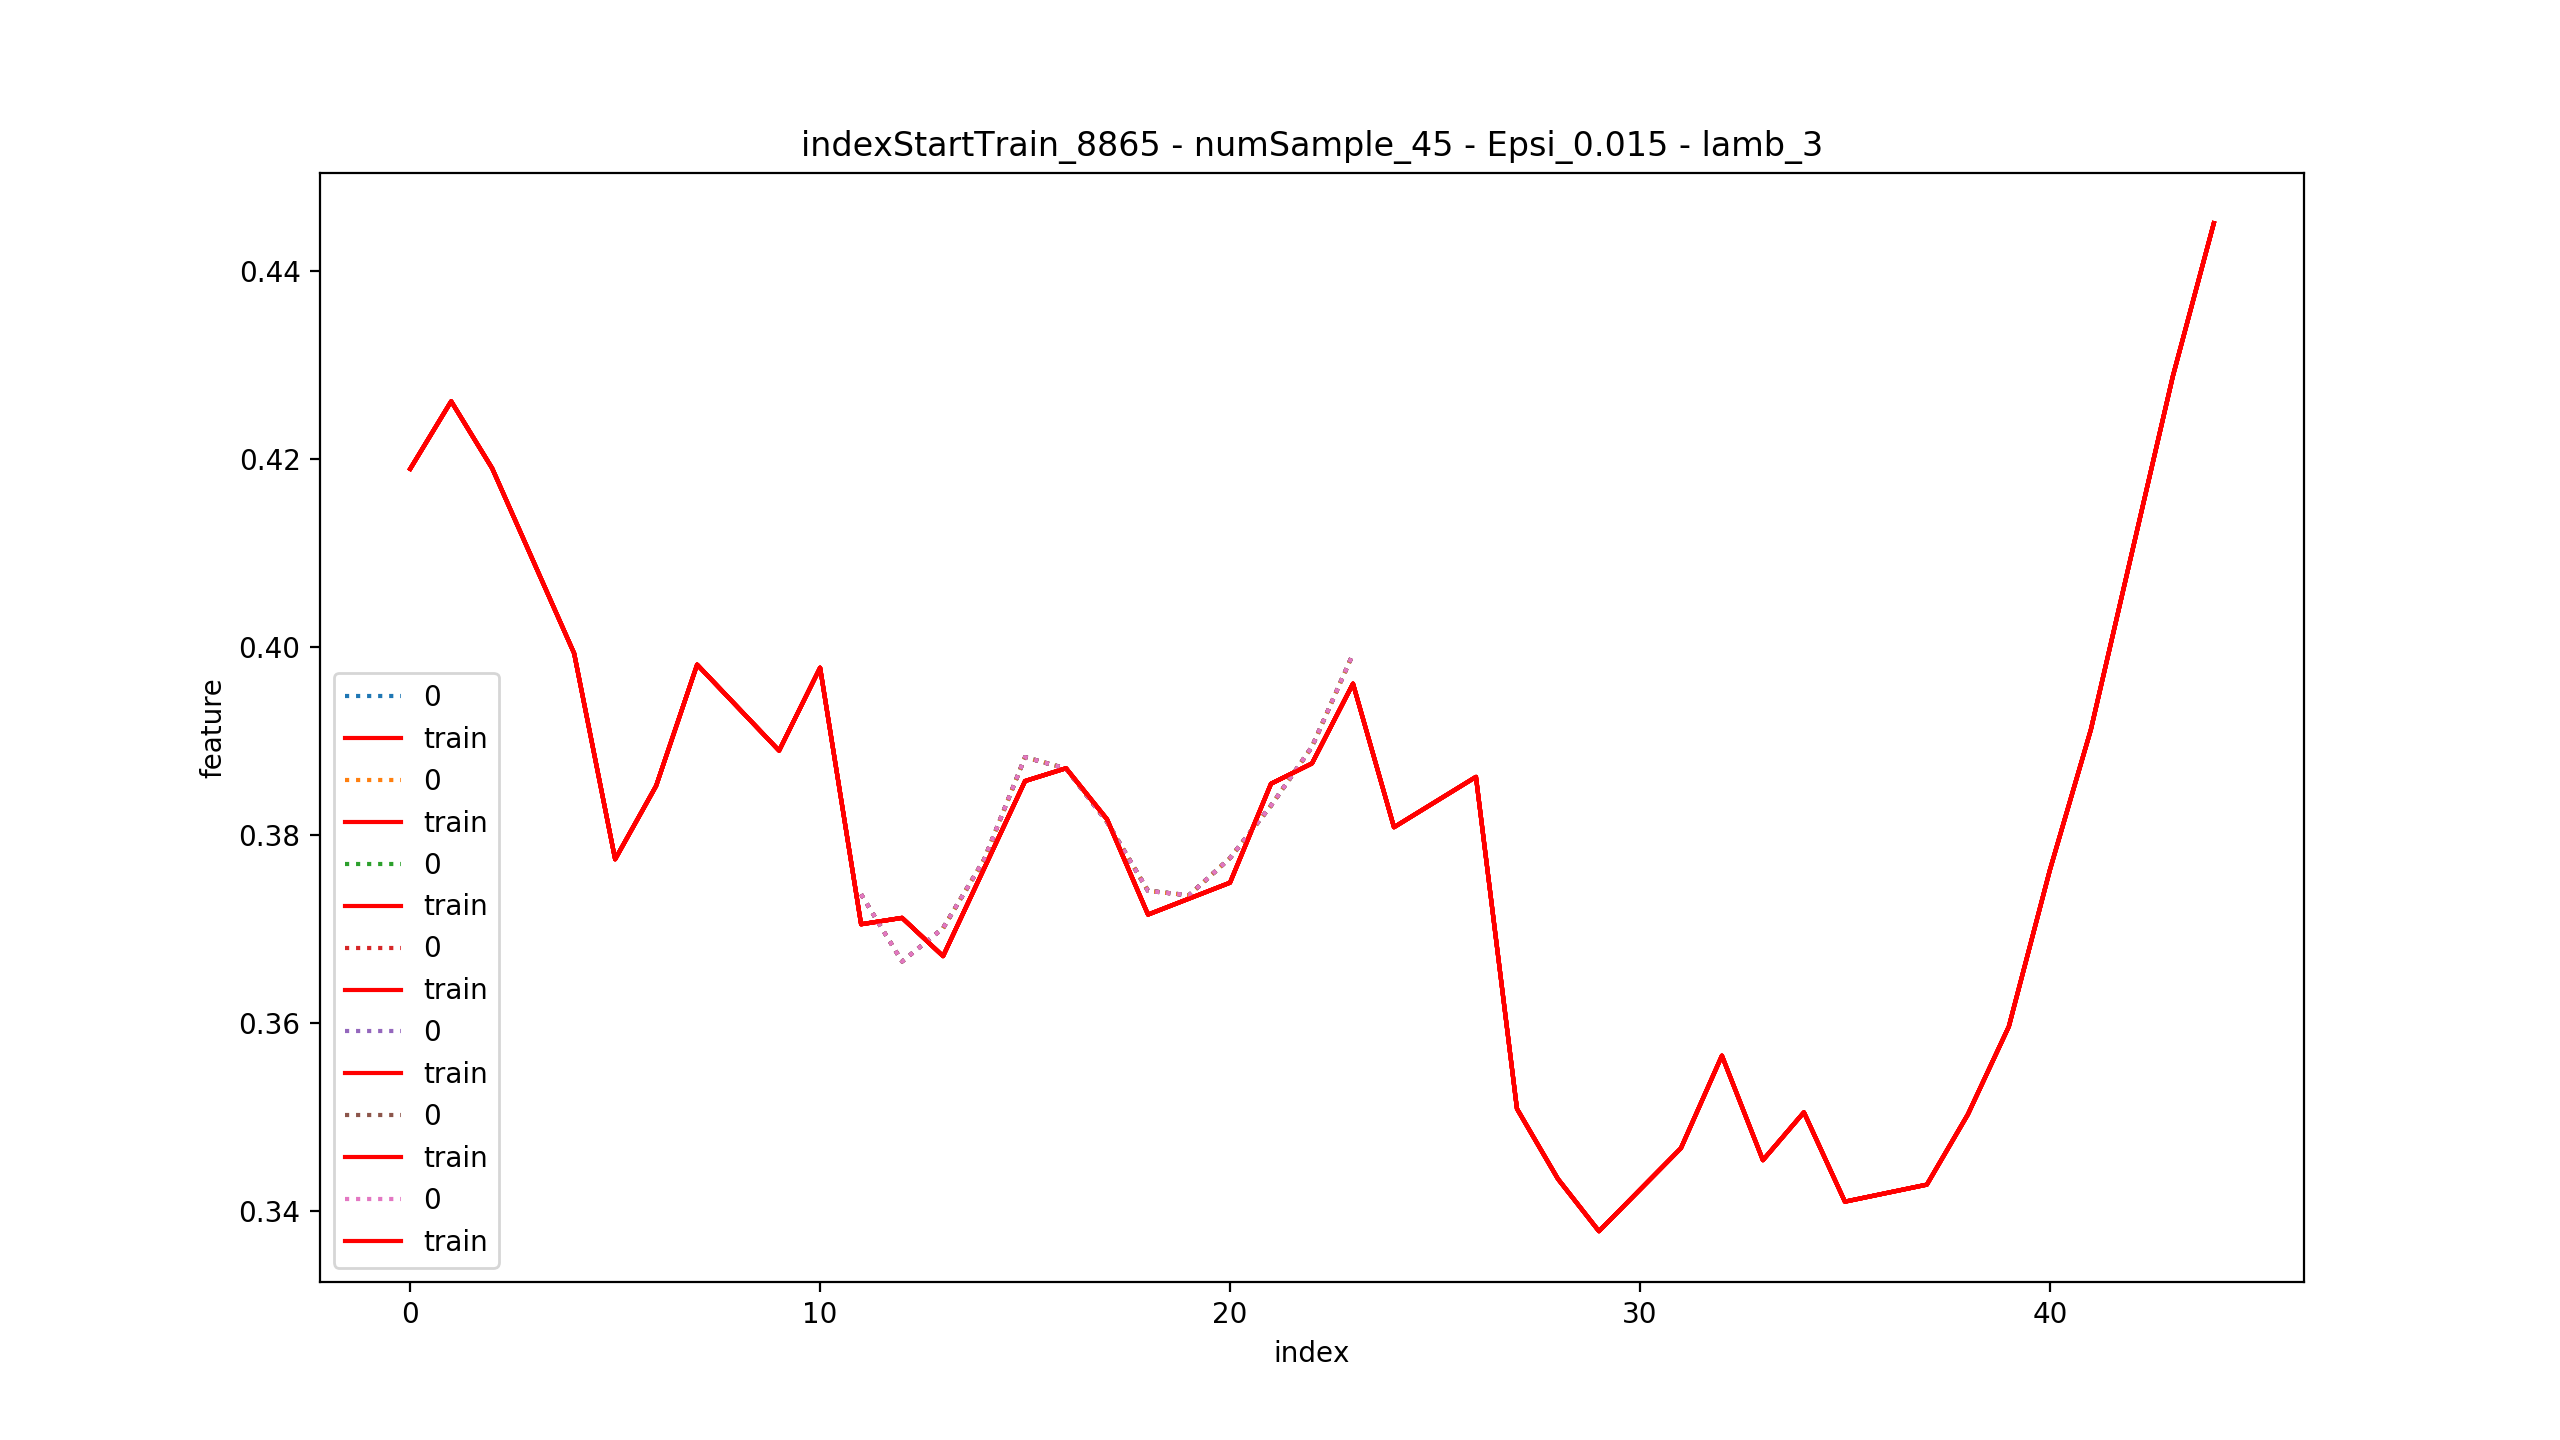 indexStartTrain_8865 - numSample_45 - Epsi_0.015 - lamb_3
feature
0.44
0.42
0.40
0.38
0.36
0.34
0
train
0
train
0
train
0
train
0
train
0
train
0
train
0 10 20 30 40
index